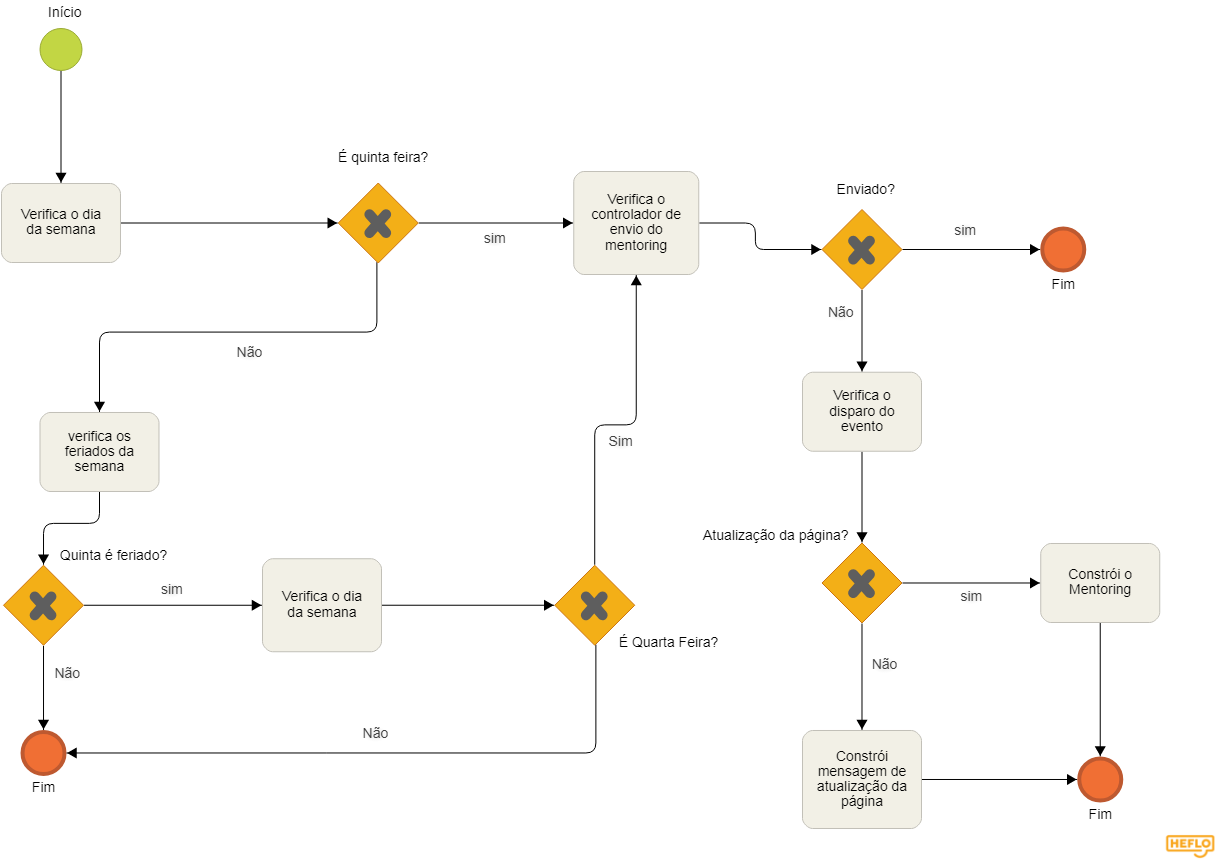 Início
É quinta feira?
Verifica o dia
da semana
sim
Verifica o
controlador de
envio do
mentoring
Enviado?
sim
Fim
Não
Não
Verifica o
disparo do
evento
verifica os
feriados da
semana
Sim
Quinta é feriado?
sim
Verifica o dia
da semana
É Quarta Feira?
Não
Não
Fim
Atualização da página?
sim
Constrói o
Mentoring
Não
Constrói
mensagem de
atualização da
página
Fim
HEFLO